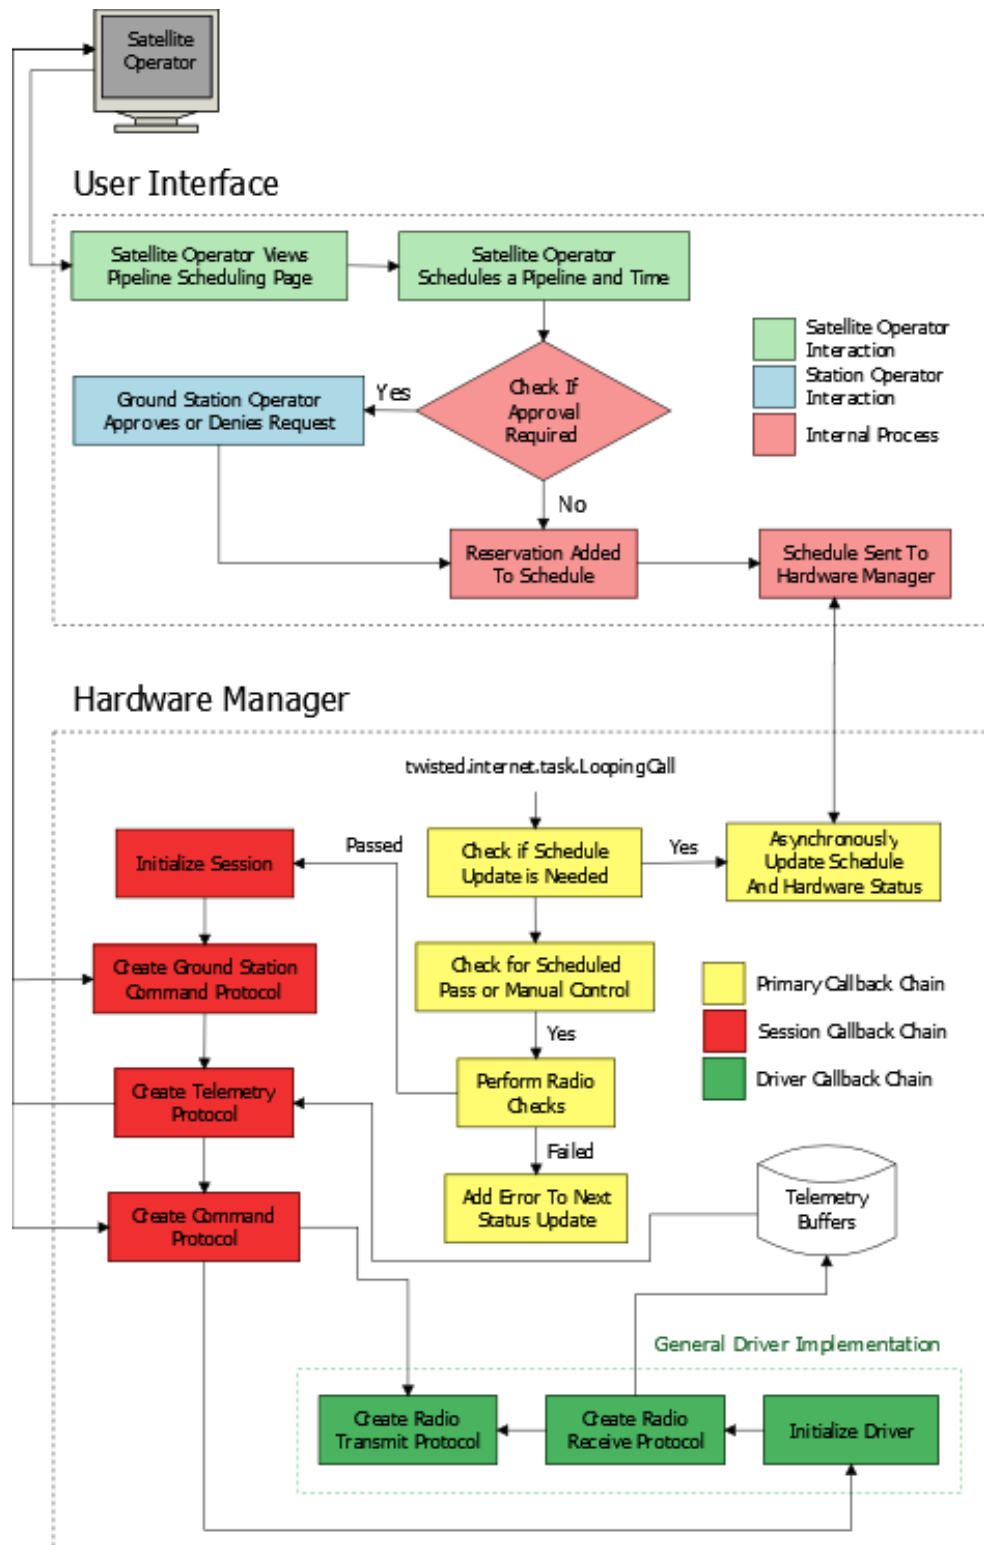 Satellite
Operator
User Interface
Satellite Operator Views
Pipeline Scheduling Page
Satellite Operator
Schedules a Pipeline and Time
Satellite Operator
Interaction
Station Operator
Interaction
Internal Process
Check If
Approval
Required
Yes
Ground Station Operator
Approves or Denies Request
No
Reservation Added
To Schedule
Schedule Sent To
Hardware Manager
Hardware Manager
twisted.internet.task.LoopingCall
Initialize Session
Passed
Check if Schedule
Update is Needed
Yes
Asynchronously
Update Schedule
And Hardware Status
Create Ground Station
Command Protocol
Check for Scheduled
Pass or Manual Control
Primary Callback Chain
Session Callback Chain
Driver Callback Chain
Yes
Create Telemetry
Protocol
Perform Radio
Checks
Failed
Create Command
Protocol
Add Error To Next
Status Update
Telemetry
Buffers
General Driver Implementation
Create Radio
Transmit Protocol
Create Radio
Receive Protocol
Initialize Driver